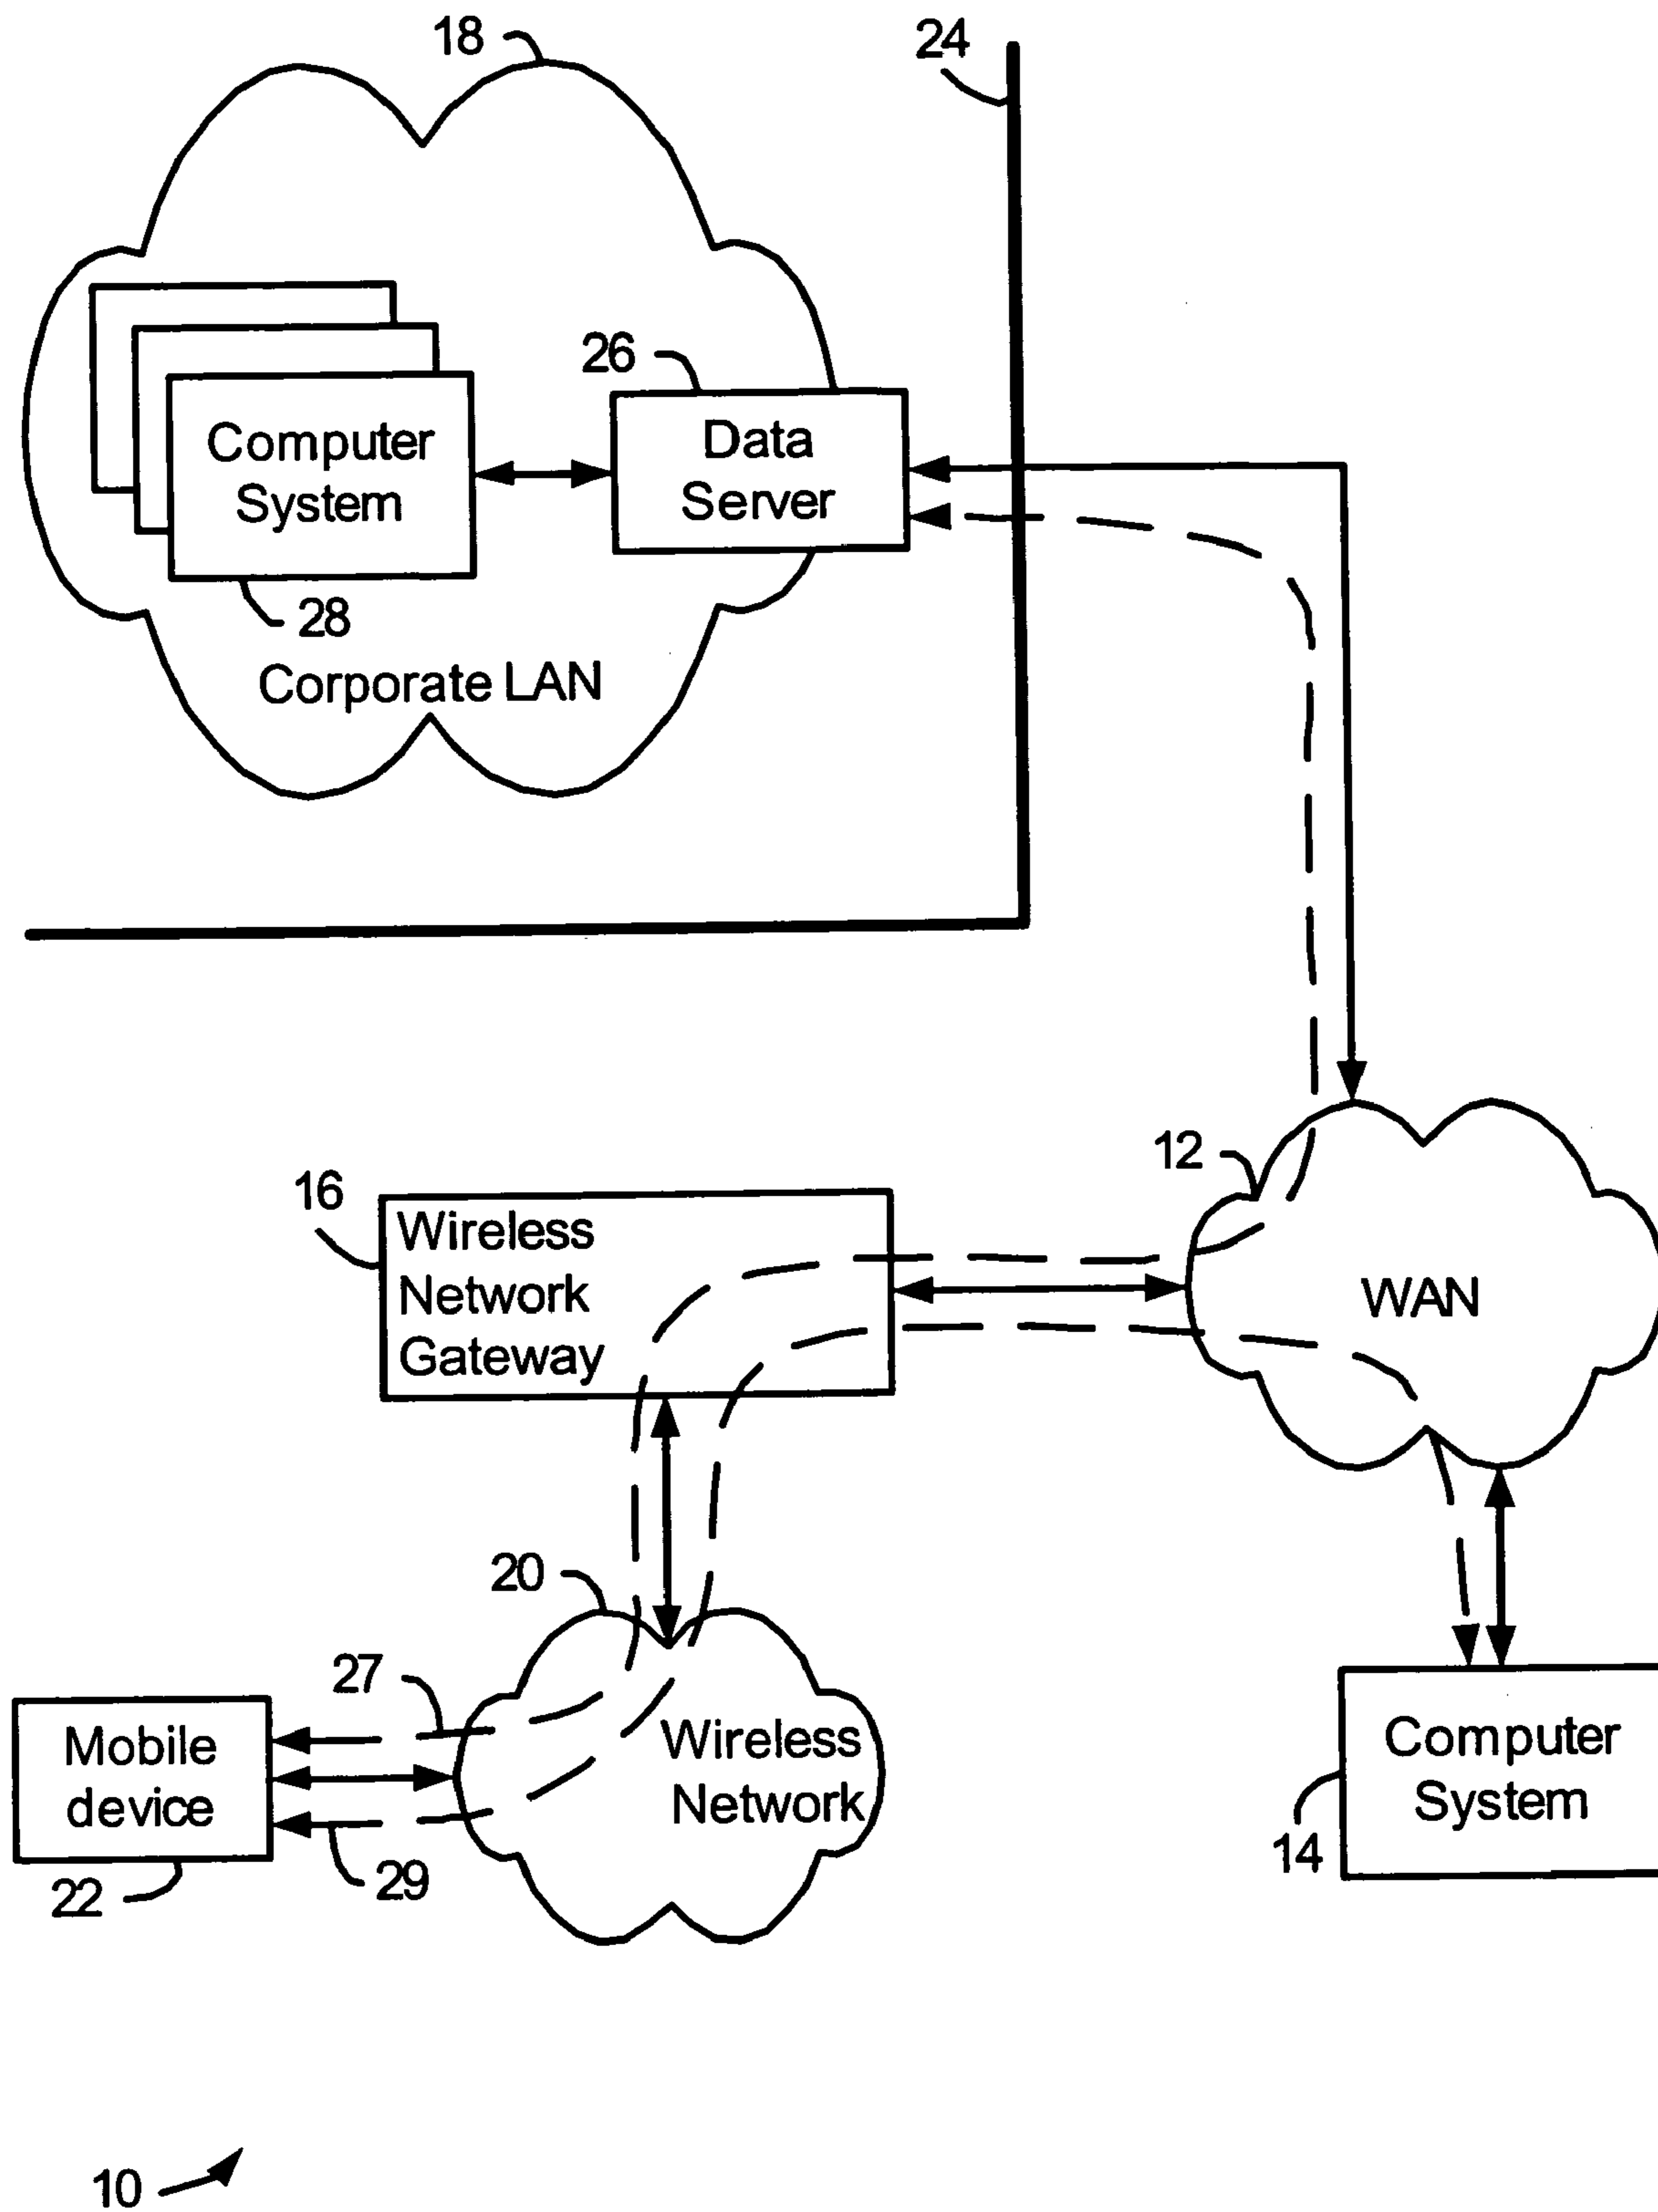 18
24
26
Computer
System
Data
Server
28
Corporate LAN
12
16
Wireless
Network
Gateway
WAN
20
27
Mobile
device
Wireless
Network
Computer
System
14
22
29
10